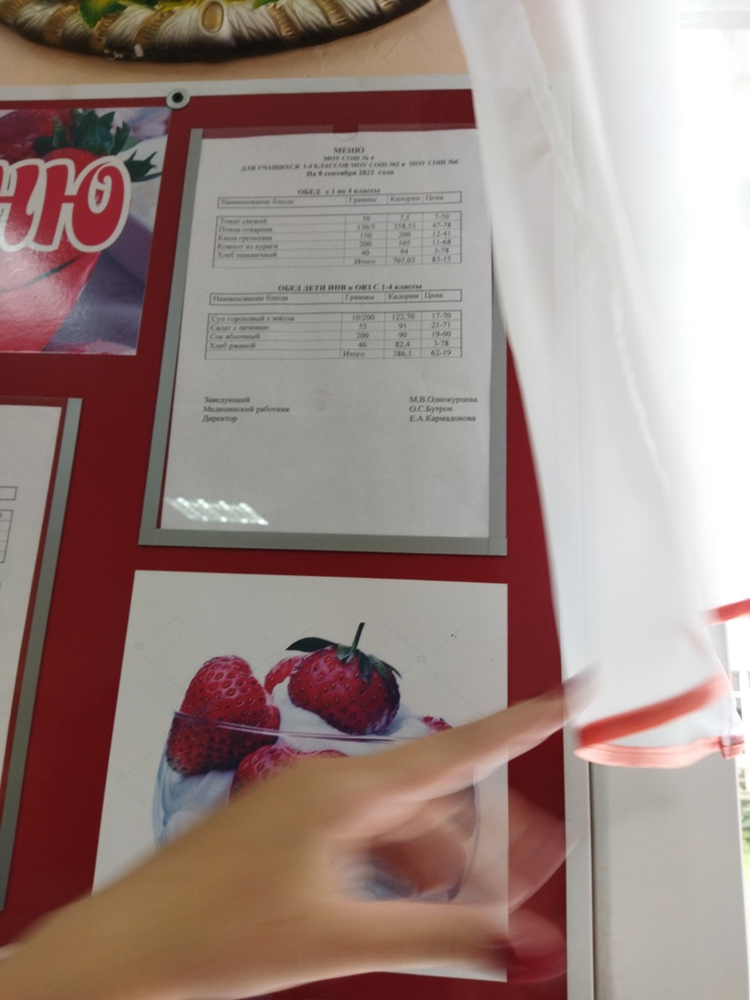 НЮ
МЕНЮ
МОУ СОШ № 4
ДЛЯ УЧАЩИХСЯ 1-4 КЛАССОВ МОУ СОШ №2 и МОУ СОШ №6
На 8 сентября 2022 года
ОБЕД с 1 по 4 классы
Наименование блюда Граммы Калории Цена
Томат свежий 50 7,5 7-50
Птица отварная 130/5 358,53 47-78
Каша гречневая 150 200 12-41
Компот из кураги 200 105 11-68
Хлеб пшеничный 40 94 3-78
Итого 765,03 83-15
ОБЕД ДЕТИ ИНВ и ОВЗ С 1-4 классы
Наименование блюда Граммы Калории Цена
Суп гороховый с мясом 10/200 122,70 17-70
Салат с печенью 55 91 21-71
Сок яблочный 200 90 19-00
Хлеб ржаной 40 82,4 3-78
Итого 386,1 62-19
Заведующий М.В.Однокурцева
Медицинский работник О.С.Бутрон
Директор Е.А.Кармадонова